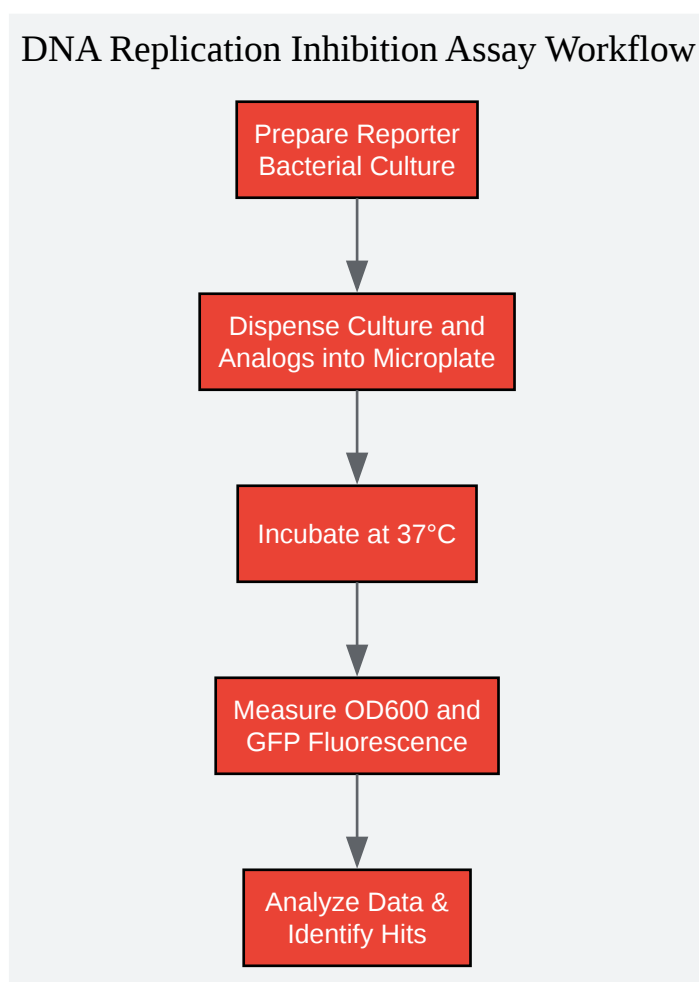 DNA Replication Inhibition Assay Workflow
Prepare Reporter
Bacterial Culture
Dispense Culture and
Analogs into Microplate
Incubate at 37°C
Measure OD600 and
GFP Fluorescence
Analyze Data &
Identify Hits